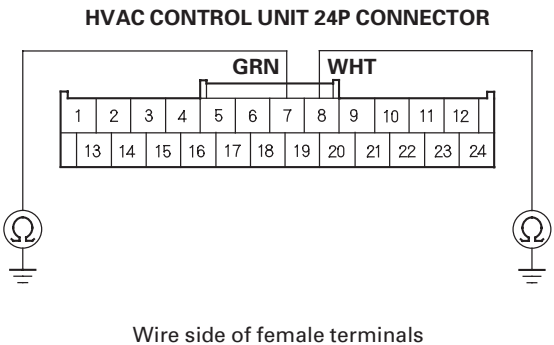 HVAC CONTROL UNIT 24P CONNECTOR
GRN WHT
1 2 3 4 5 6 7 8 9 10 11 12
13 14 15 16 17 18 19 20 21 22 23 24
Ω Ω
Wire side of female terminals